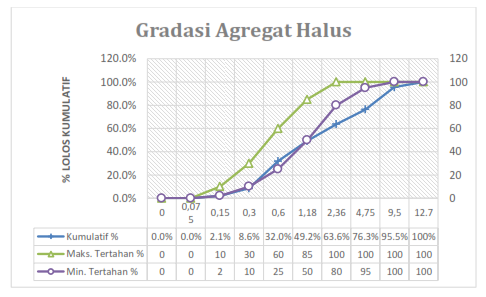 Gradasi Agregat Halus
% LOLOS KUMULATIF
120.0% 120
100.0% 100
80.0% 80
60.0% 60
40.0% 40
20.0% 20
0.0% 0
0 0,075 0,15 0,3 0,6 1,18 2,36 4,75 9,5 12.7
Kumulatif % 0.0% 0.0% 2.1% 8.6% 32.0% 49.2% 63.6% 76.3% 95.5% 100%
Maks. Tertahan % 0 0 10 30 60 85 100 100 100 100
Min. Tertahan % 0 0 2 10 25 50 80 95 100 100